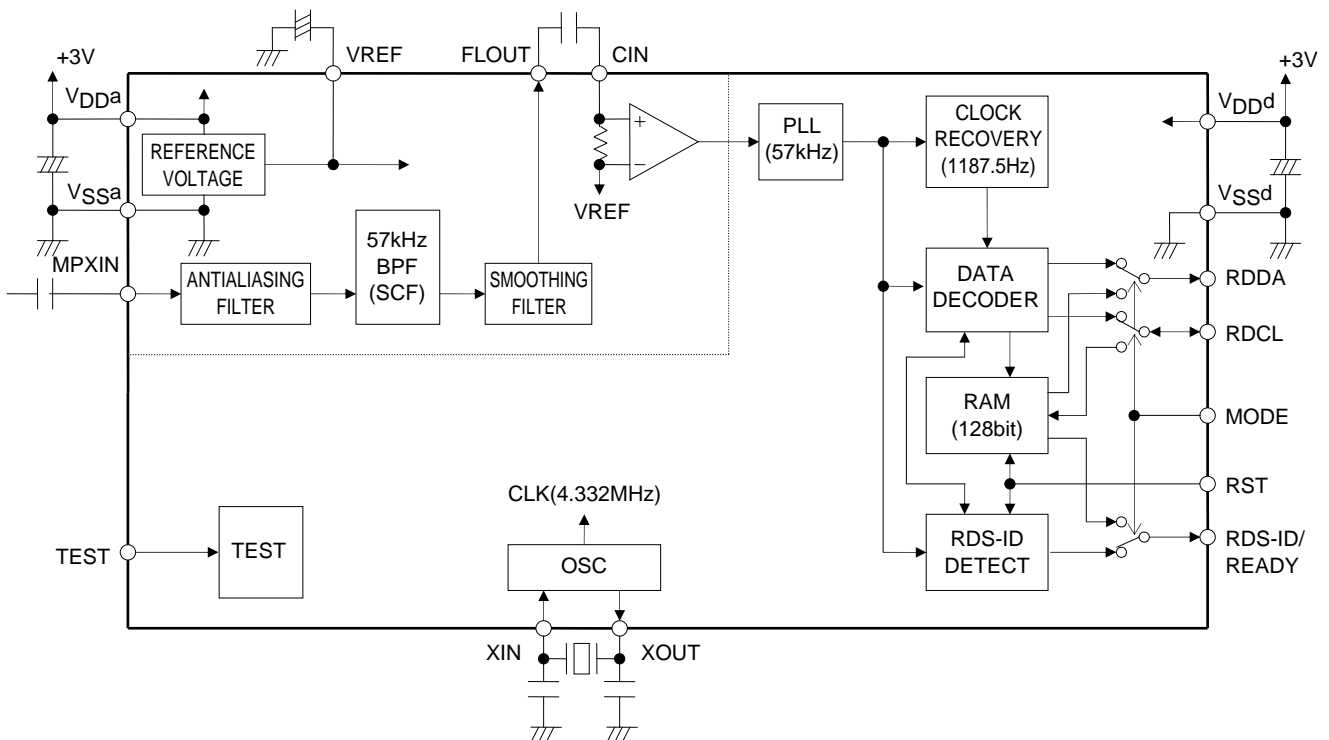 +3V
VDDa
VREF
FLOUT
CIN
+3V
VDDd
REFERENCE
VOLTAGE
VSSa
+
−
VREF
PLL
(57kHz)
CLOCK
RECOVERY
(1187.5Hz)
VSSd
MPXIN
ANTIALIASING
FILTER
57kHz
BPF
(SCF)
SMOOTHING
FILTER
DATA
DECODER
RDDA
RDCL
RAM
(128bit)
MODE
CLK(4.332MHz)
RST
TEST
TEST
OSC
RDS-ID
DETECT
RDS-ID/
READY
XIN
XOUT